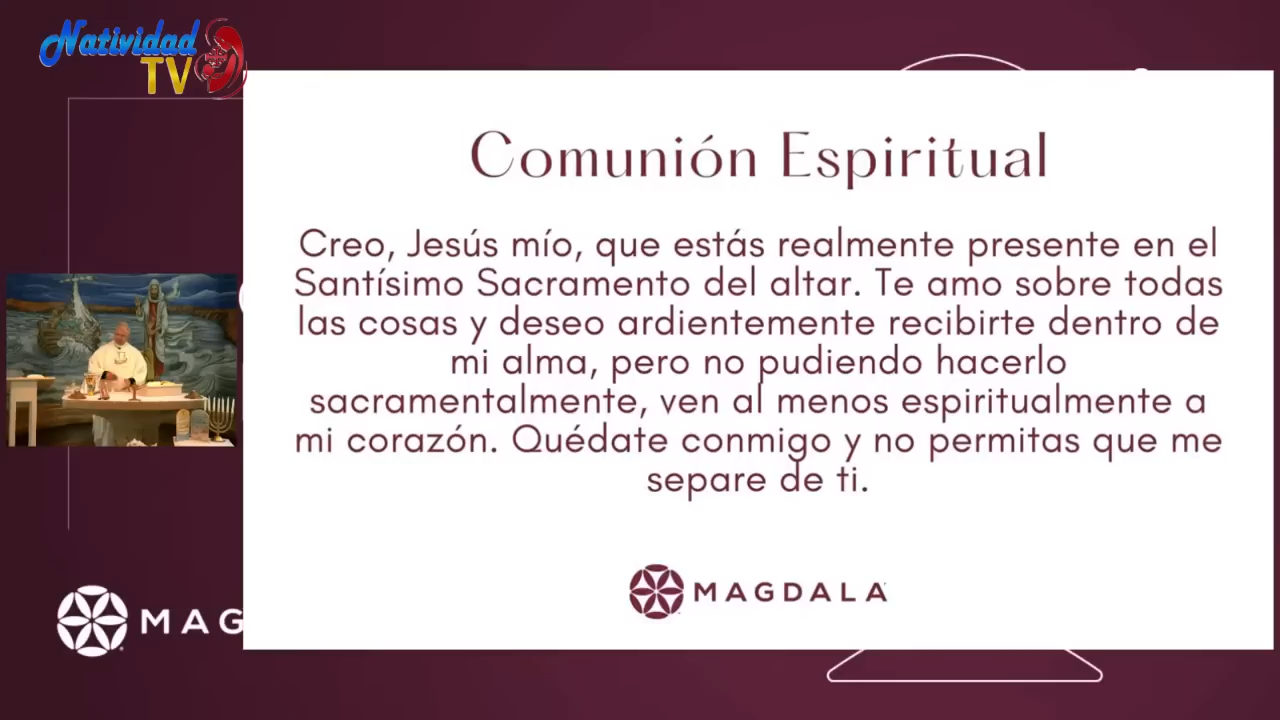 Natividad
TV
Comunión Espiritual
Creo, Jesús mío, que estás realmente presente en el
Santísimo Sacramento del altar. Te amo sobre todas
las cosas y deseo ardientemente recibirte dentro de
mi alma, pero no pudiendo hacerlo
sacramentalmente, ven al menos espiritualmente a
mi corazón. Quédate conmigo y no permitas que me
separe de ti.
MAGDALA
MAG